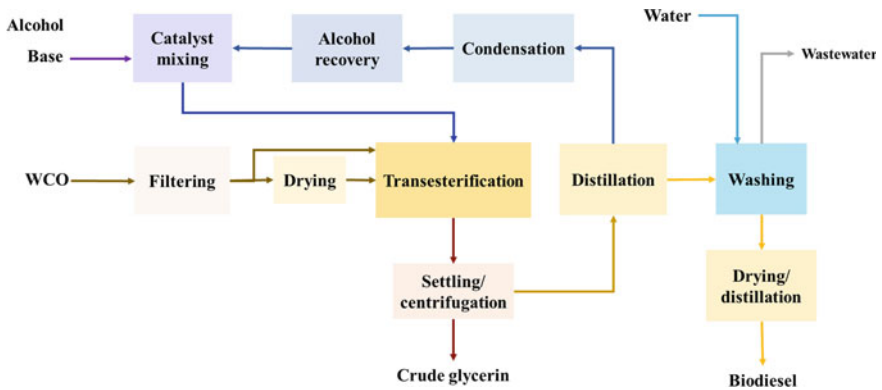 Alcohol
Base
Catalyst
mixing
Alcohol
recovery
Condensation
Water
Wastewater
WCO
Filtering
Drying
Transesterification
Distillation
Washing
Settling/
centrifugation
Drying/
distillation
Crude glycerin
Biodiesel